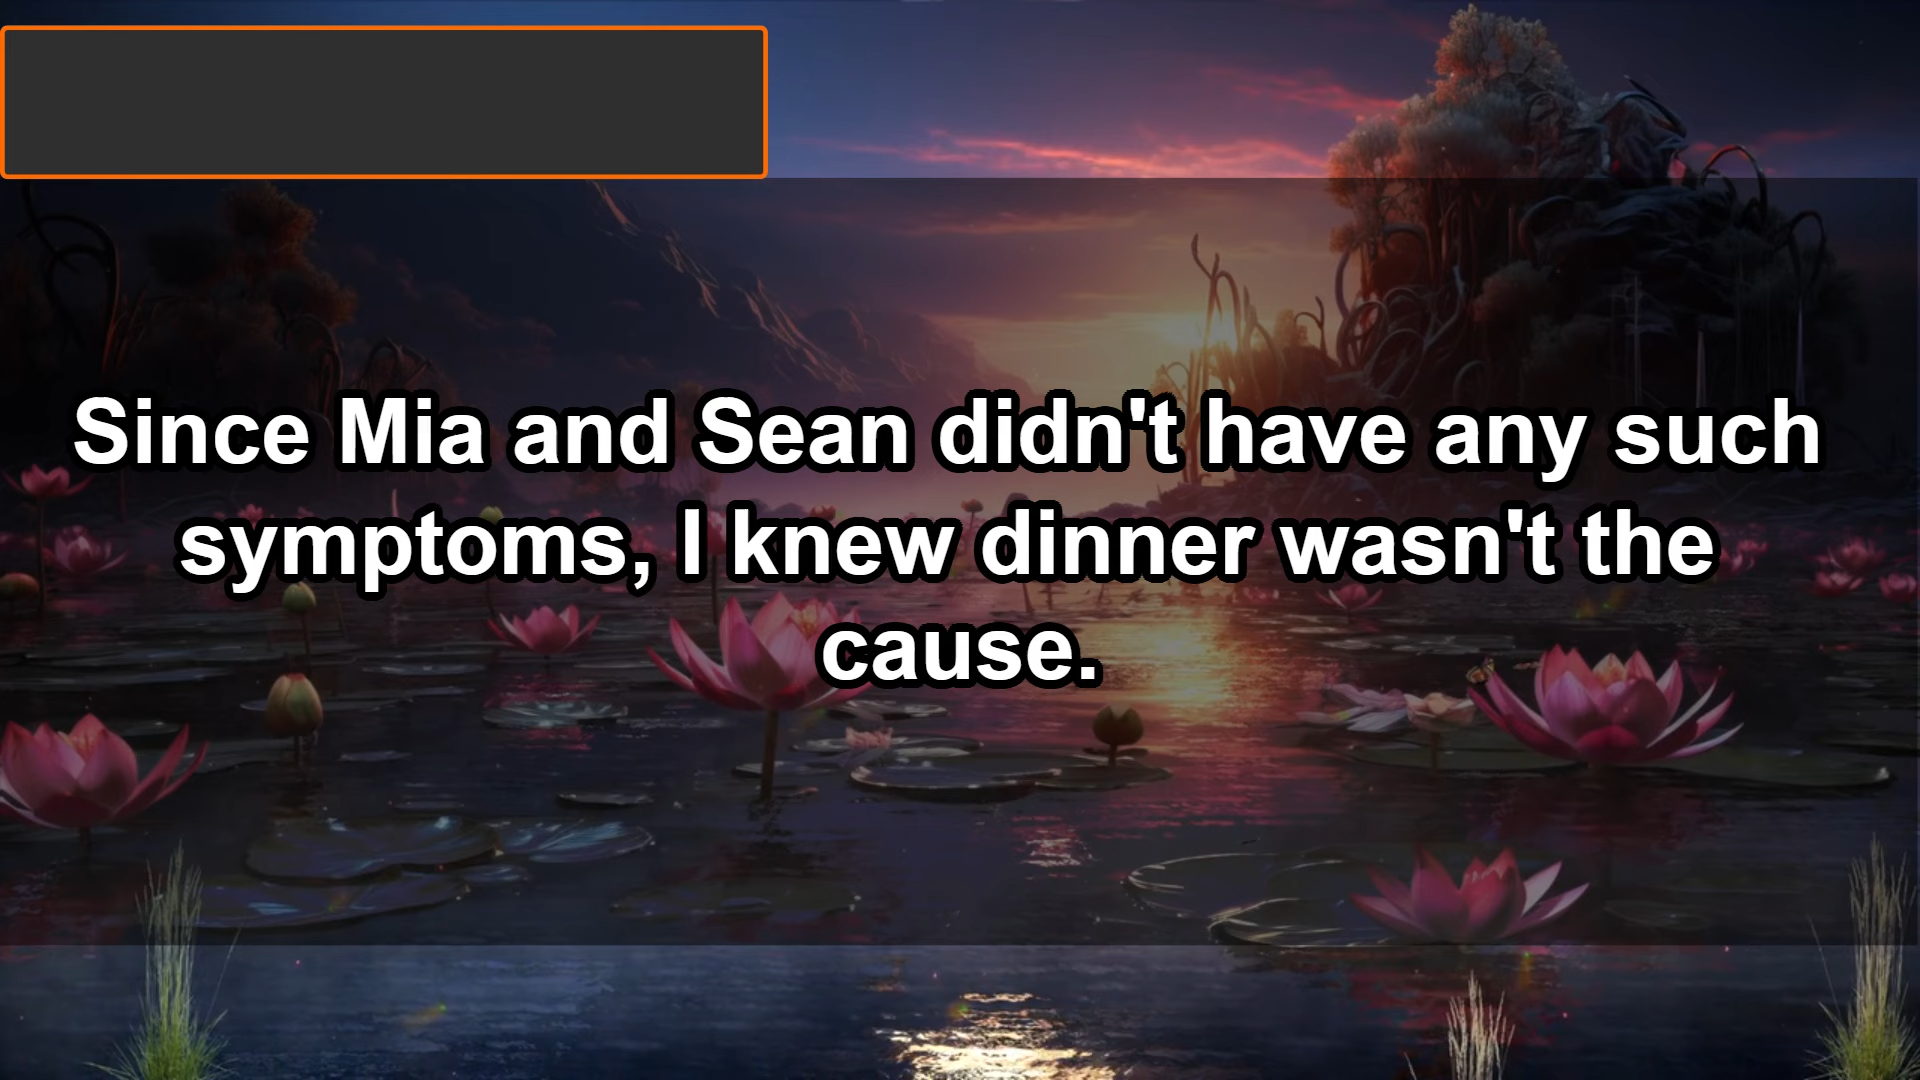 Since Mia and Sean didn't have any such
symptoms, I knew dinner wasn't the
cause.